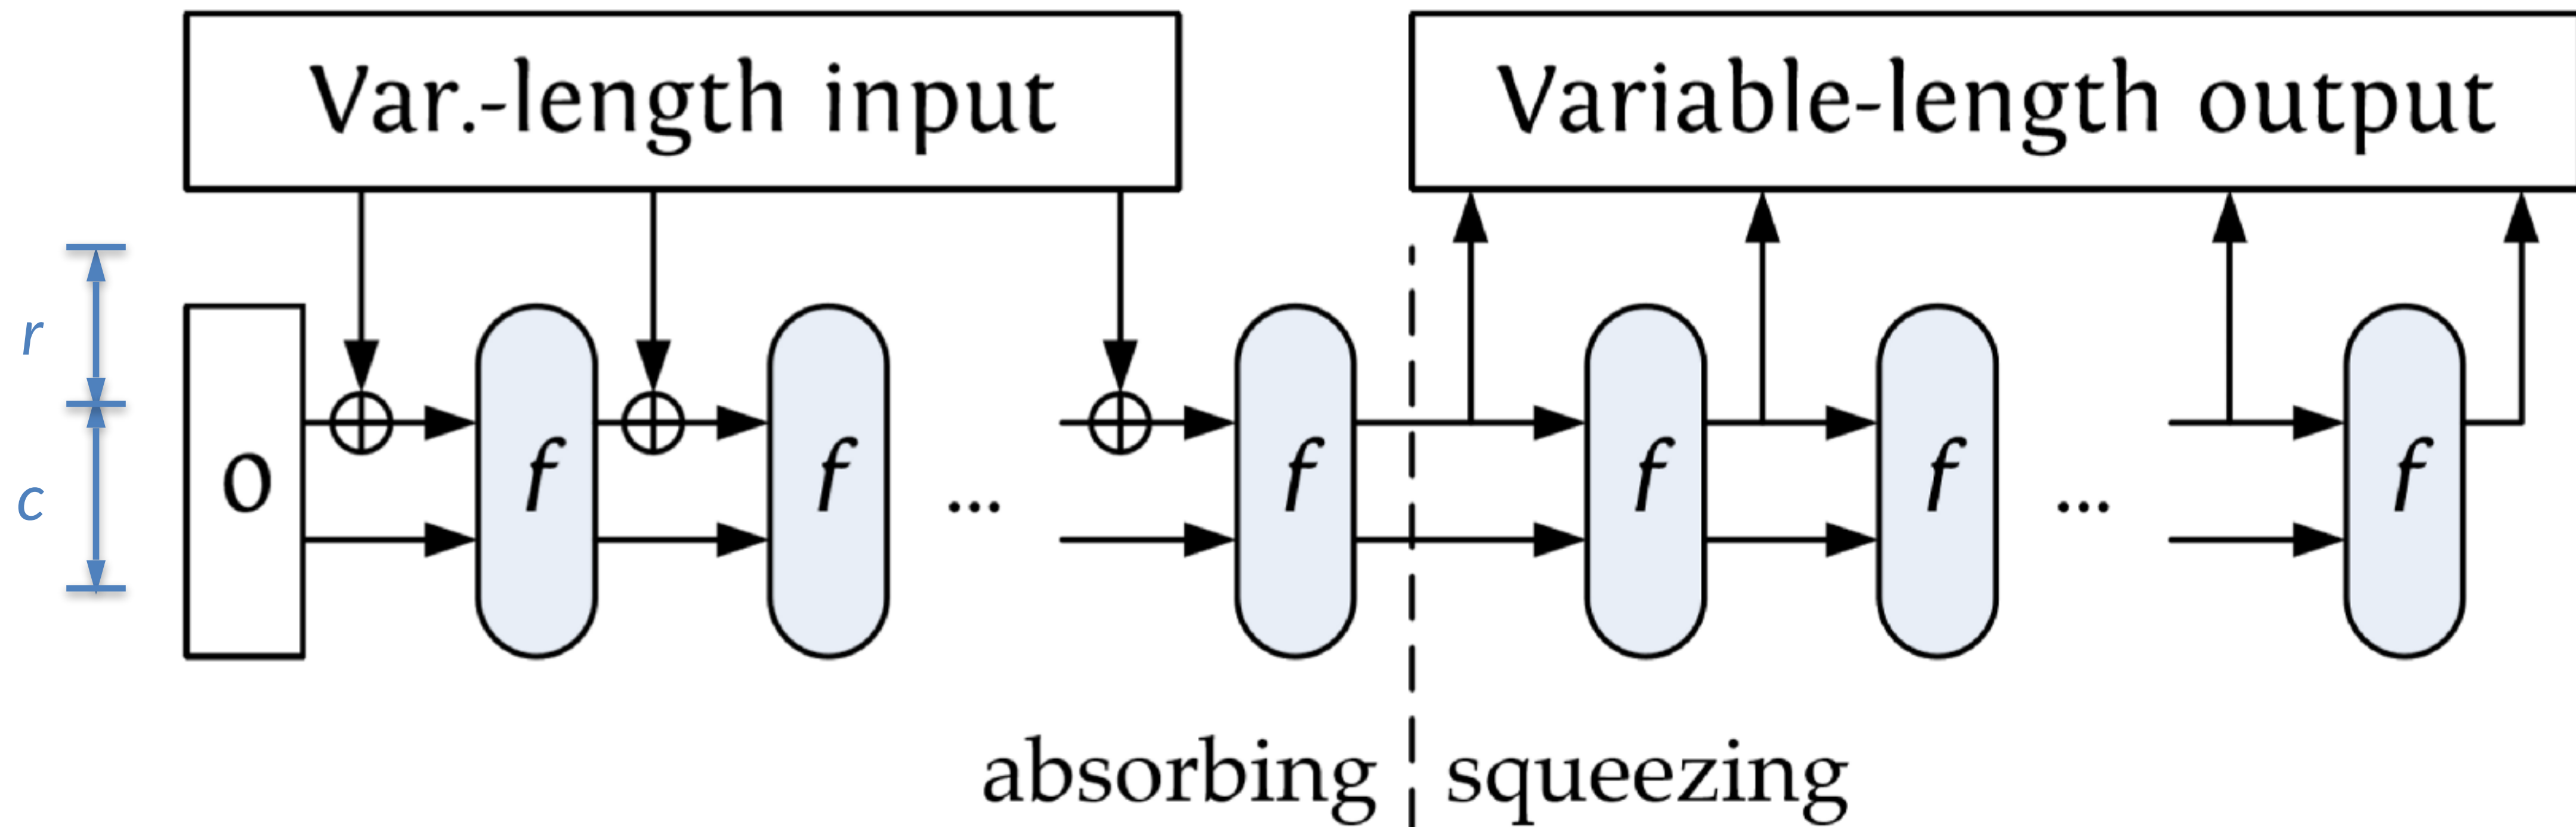 Var.-length input
Variable-length output
r
c
0
f
f
...
f
f
f
...
f
absorbing
squeezing